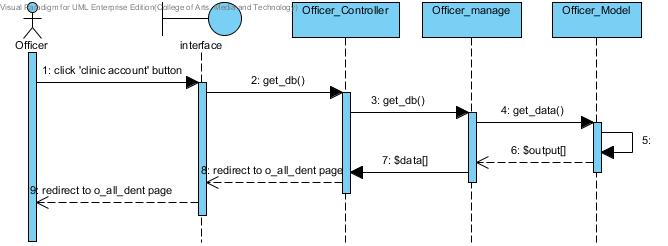 Visual Paradigm for UML Enterprise Edition(College of Arts, Media and Technology)
Officer_Controller
Officer_manage
Officer_Model
Officer
interface
1: click 'clinic account' button
2: get_db()
3: get_db()
4: get_data()
5:
6: $output[]
7: $data[]
8: redirect to o_all_dent page
9: redirect to o_all_dent page